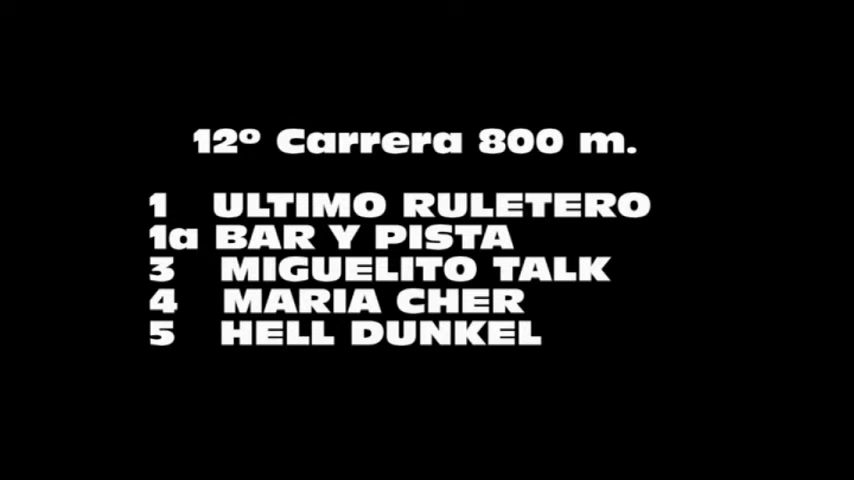 12º Carrera 800 m.
1 ULTIMO RULETERO
1a BAR Y PISTA
3 MIGUELITO TALK
4 MARIA CHER
5 HELL DUNKEL